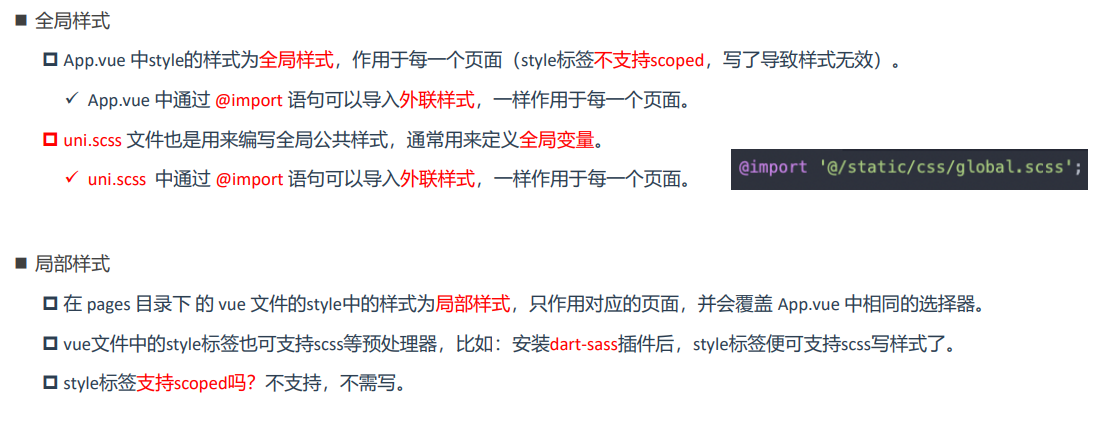 全局样式
App.vue 中style的样式为全局样式，作用于每一个页面（style标签不支持scoped，写了导致样式无效）。
App.vue 中通过 @import 语句可以导入外联样式，一样作用于每一个页面。
uni.scss 文件也是用来编写全局公共样式，通常用来定义全局变量。
uni.scss 中通过 @import 语句可以导入外联样式，一样作用于每一个页面。
@import '@/static/css/global.scss';
局部样式
在 pages 目录下 的 vue 文件的style中的样式为局部样式，只作用对应的页面，并会覆盖 App.vue 中相同的选择器。
vue文件中的style标签也可支持scss等预处理器，比如：安装dart-sass插件后，style标签便可支持scss写样式了。
style标签支持scoped吗？不支持，不需写。